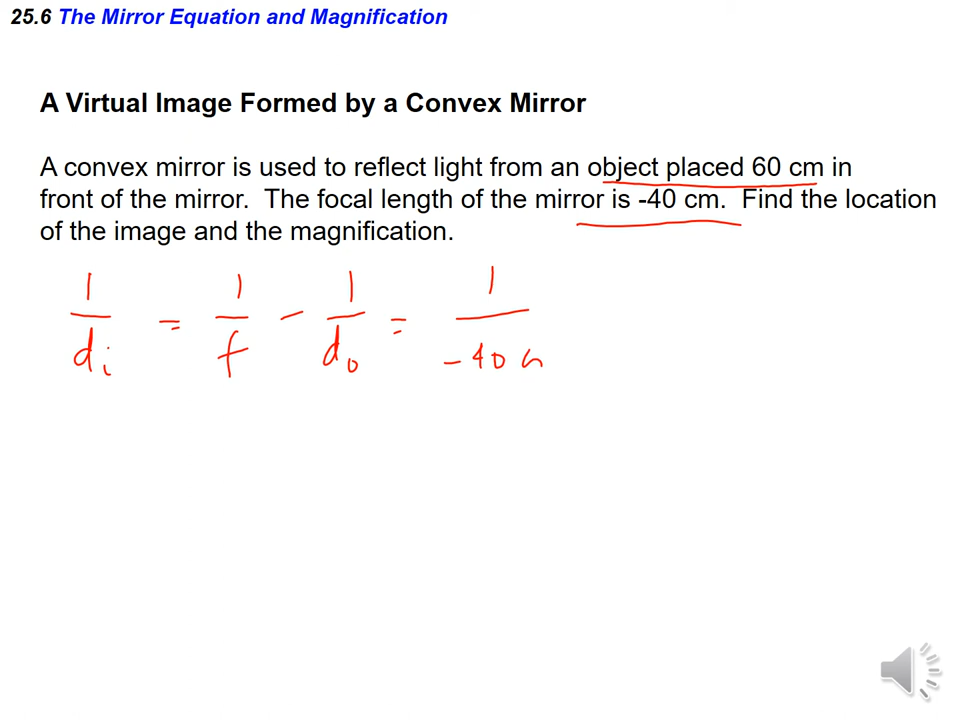 25.6 The Mirror Equation and Magnification
A Virtual Image Formed by a Convex Mirror
A convex mirror is used to reflect light from an object placed 60 cm in
front of the mirror. The focal length of the mirror is -40 cm. Find the location
of the image and the magnification.
1/di = 1/f - 1/do = 1/-40